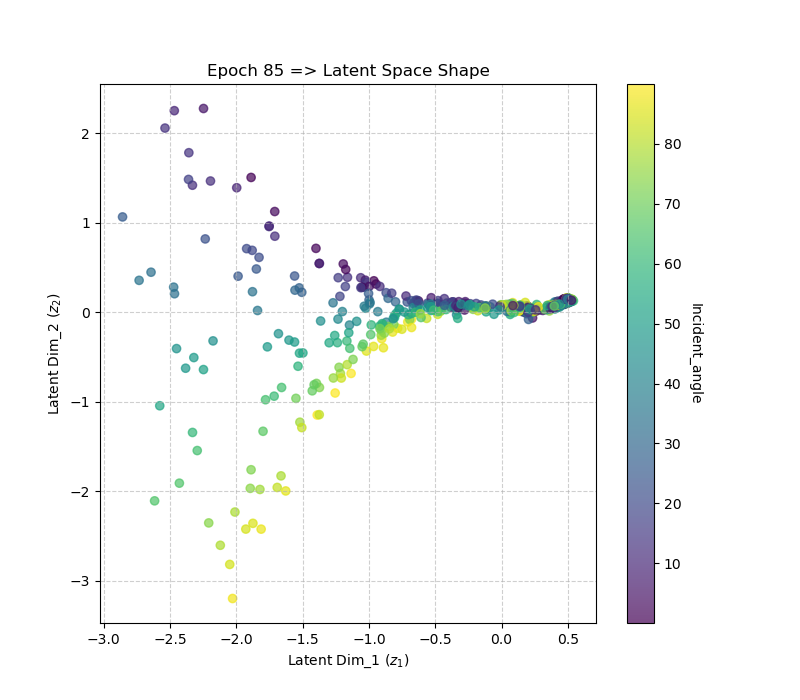 Epoch 85 => Latent Space Shape
2
1
0
−1
−2
−3
Latent Dim_2 (z₂)
−3.0 −2.5 −2.0 −1.5 −1.0 −0.5 0.0 0.5
Latent Dim_1 (z₁)
80
70
60
50
40
30
20
10
Incident_angle